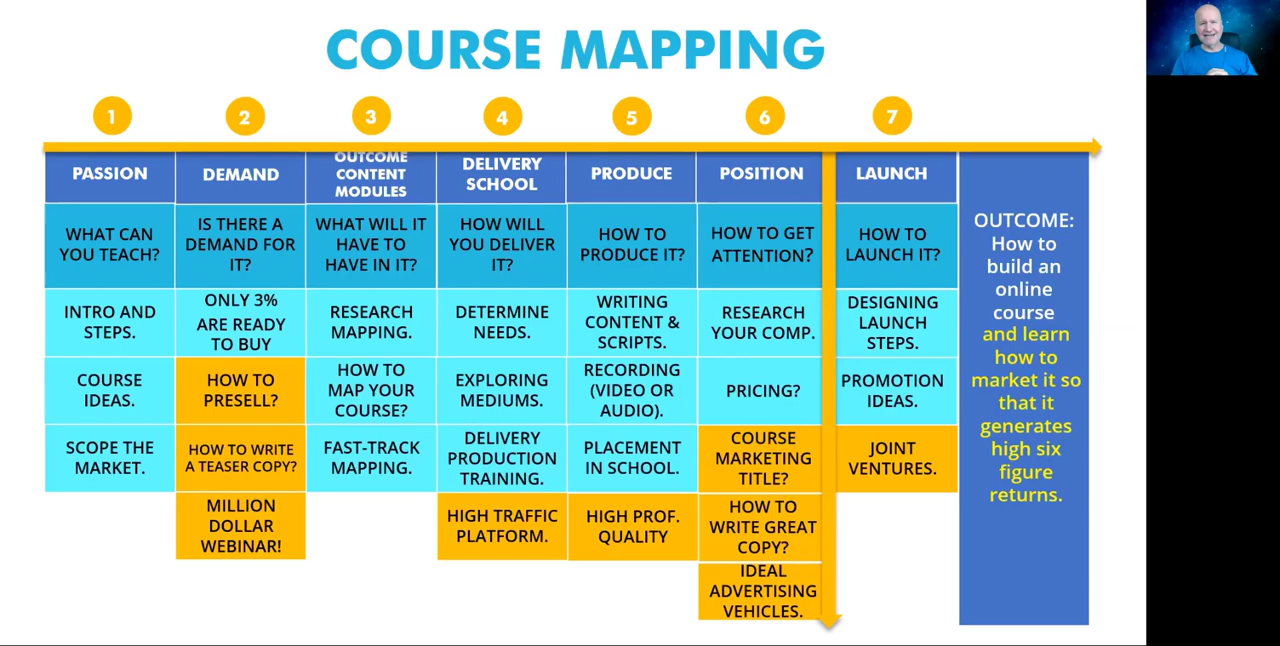 COURSE MAPPING
1
2
3
4
5
6
7
PASSION
DEMAND
OUTCOME
CONTENT
MODULES
DELIVERY
SCHOOL
PRODUCE
POSITION
LAUNCH
WHAT CAN
YOU TEACH?
IS THERE A
DEMAND FOR
IT?
WHAT WILL IT
HAVE TO
HAVE IN IT?
HOW WILL
YOU DELIVER
IT?
HOW TO
PRODUCE IT?
HOW TO GET
ATTENTION?
HOW TO
LAUNCH IT?
INTRO AND
STEPS.
ONLY 3%
ARE READY
TO BUY
RESEARCH
MAPPING.
DETERMINE
NEEDS.
WRITING
CONTENT &
SCRIPTS.
RESEARCH
YOUR COMP.
DESIGNING
LAUNCH
STEPS.
COURSE
IDEAS.
HOW TO
PRESELL?
HOW TO
MAP YOUR
COURSE?
EXPLORING
MEDIUMS.
RECORDING
(VIDEO OR
AUDIO).
PRICING?
PROMOTION
IDEAS.
SCOPE THE
MARKET.
HOW TO WRITE
A TEASER COPY?
FAST-TRACK
MAPPING.
DELIVERY
PRODUCTION
TRAINING.
PLACEMENT
IN SCHOOL.
COURSE
MARKETING
TITLE?
JOINT
VENTURES.
MILLION
DOLLAR
WEBINAR!
HIGH TRAFFIC
PLATFORM.
HIGH PROF.
QUALITY
HOW TO
WRITE GREAT
COPY?
IDEAL
ADVERTISING
VEHICLES.
OUTCOME:
How to
build an
online
course
and learn
how to
market it so
that it
generates
high six
figure
returns.